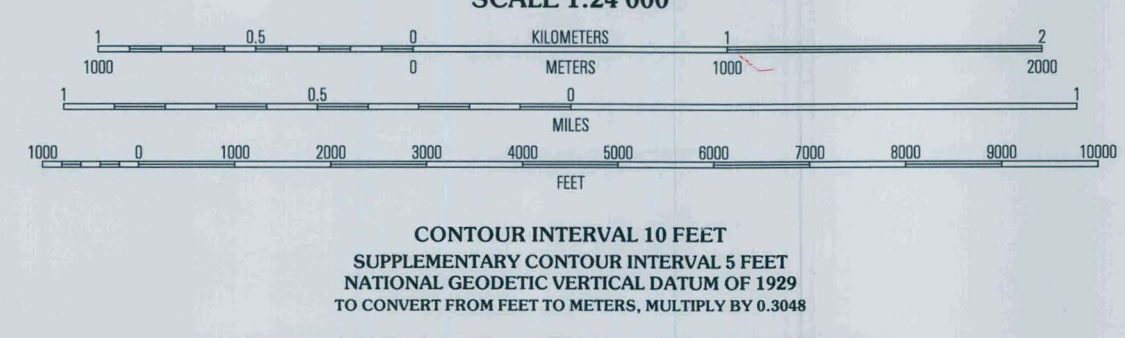 SCALE 1:24 000
1 0.5 0 KILOMETERS 1 2
1000 0 METERS 1000 2000
1 0.5 0 1
MILES
1000 0 1000 2000 3000 4000 5000 6000 7000 8000 9000 10000
FEET
CONTOUR INTERVAL 10 FEET
SUPPLEMENTARY CONTOUR INTERVAL 5 FEET
NATIONAL GEODETIC VERTICAL DATUM OF 1929
TO CONVERT FROM FEET TO METERS, MULTIPLY BY 0.3048